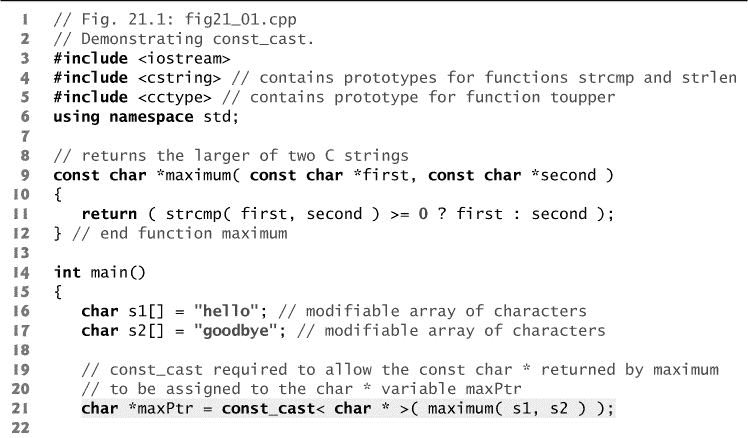 1 // Fig. 21.1: fig21_01.cpp
2 // Demonstrating const_cast.
3 #include <iostream>
4 #include <cstring> // contains prototypes for functions strcmp and strlen
5 #include <cctype> // contains prototype for function toupper
6 using namespace std;
7
8 // returns the larger of two C strings
9 const char *maximum( const char *first, const char *second )
10 {
11    return ( strcmp( first, second ) >= 0 ? first : second );
12 } // end function maximum
13
14 int main()
15 {
16    char s1[] = "hello"; // modifiable array of characters
17    char s2[] = "goodbye"; // modifiable array of characters
18
19    // const_cast required to allow the const char * returned by maximum
20    // to be assigned to the char * variable maxPtr
21    char *maxPtr = const_cast< char * >( maximum( s1, s2 ) );
22